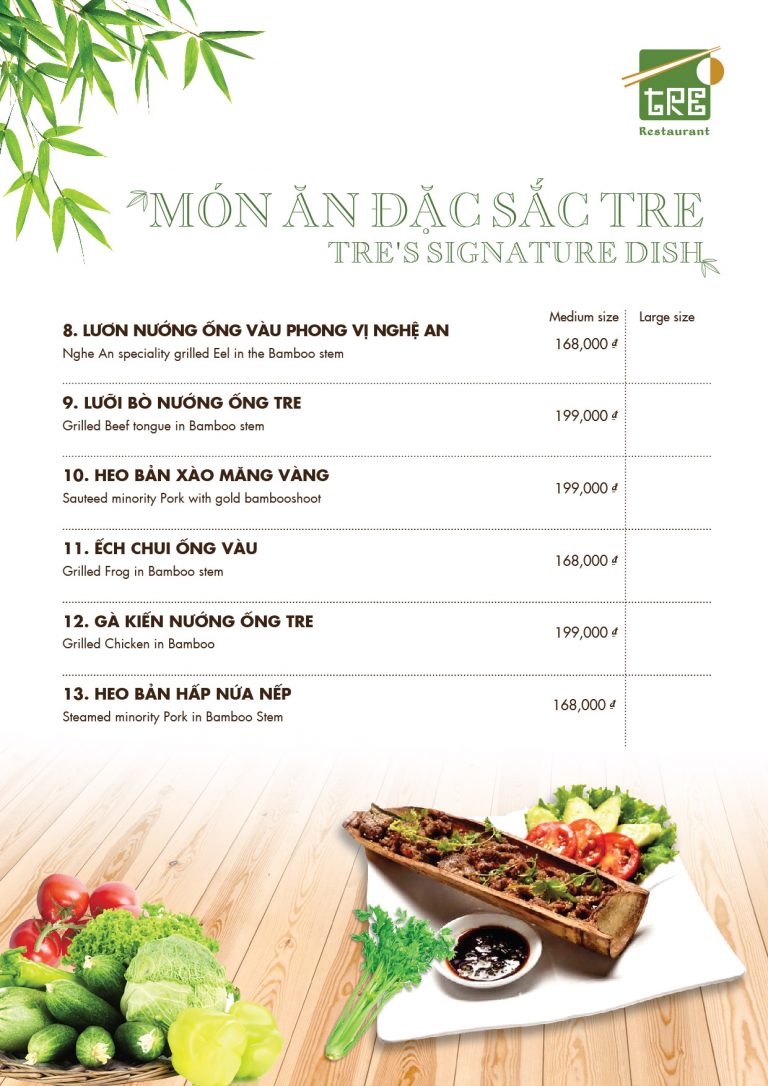 tRE
Restaurant
MÓN ĂN ĐẶC SẮC TRE
TRE'S SIGNATURE DISH
Medium size Large size
8. LƯƠN NƯỚNG ỐNG VÀU PHONG VỊ NGHỆ AN
168,000 ₫
Nghe An speciality grilled Eel in the Bamboo stem
9. LƯỠI BÒ NƯỚNG ỐNG TRE
199,000 ₫
Grilled Beef tongue in Bamboo stem
10. HEO BẢN XÀO MĂNG VÀNG
199,000 ₫
Sauteed minority Pork with gold bambooshoot
11. ẾCH CHUI ỐNG VÀU
168,000 ₫
Grilled Frog in Bamboo stem
12. GÀ KIẾN NƯỚNG ỐNG TRE
199,000 ₫
Grilled Chicken in Bamboo
13. HEO BẢN HẤP NỨA NẾP
168,000 ₫
Steamed minority Pork in Bamboo Stem